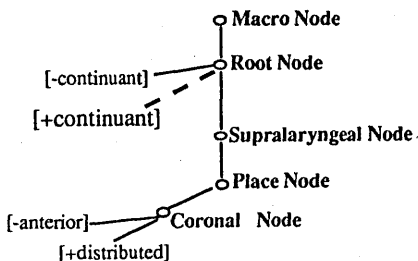 Macro Node
[-continuant]
Root Node
[+continuant]
Supralaryngeal Node
Place Node
[-anterior]
Coronal Node
[+distributed]